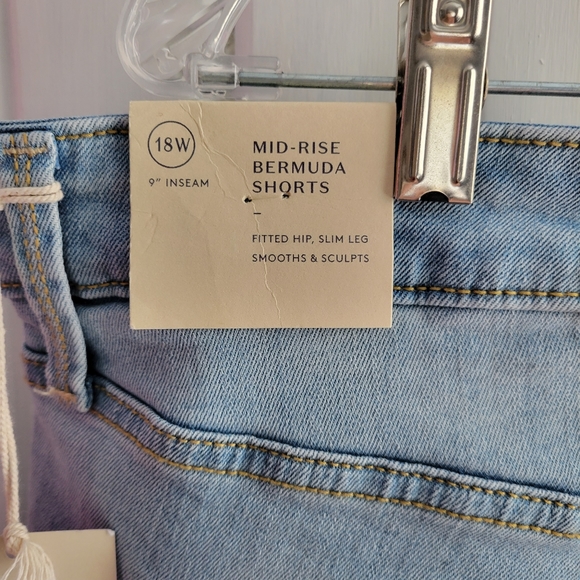 18W
9" INSEAM
MID-RISE
BERMUDA
SHORTS
–
FITTED HIP, SLIM LEG
SMOOTHS & SCULPTS